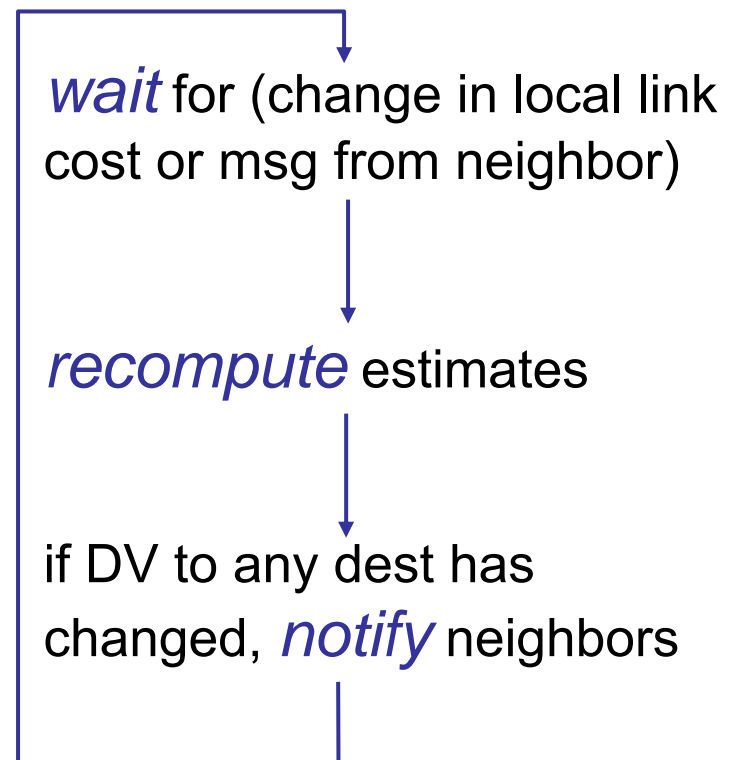 wait for (change in local link
cost or msg from neighbor)
recompute estimates
if DV to any dest has
changed, notify neighbors